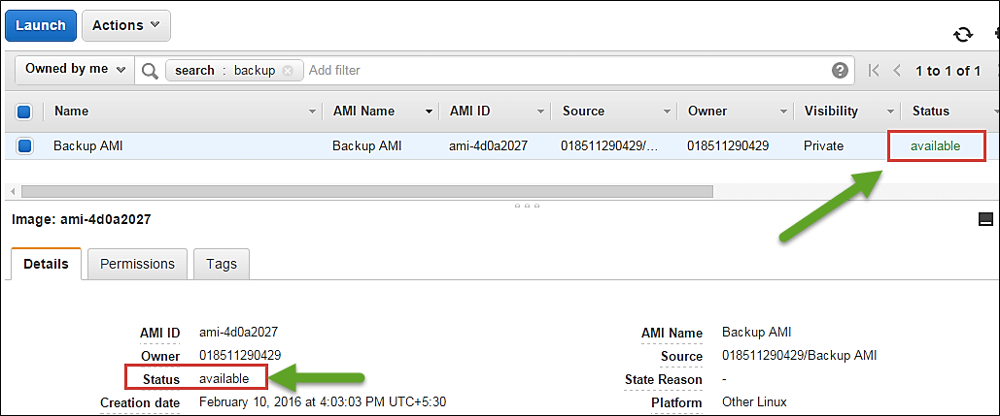 Launch Actions
Owned by me search : backup Add filter ? 1 to 1 of 1
Name AMI Name AMI ID Source Owner Visibility Status
Backup AMI Backup AMI ami-4d0a2027 018511290429/... 018511290429 Private available
Image: ami-4d0a2027
Details Permissions Tags
AMI ID ami-4d0a2027 AMI Name Backup AMI
Owner 018511290429 Source 018511290429/Backup AMI
Status available State Reason -
Creation date February 10, 2016 at 4:03:03 PM UTC+5:30 Platform Other Linux